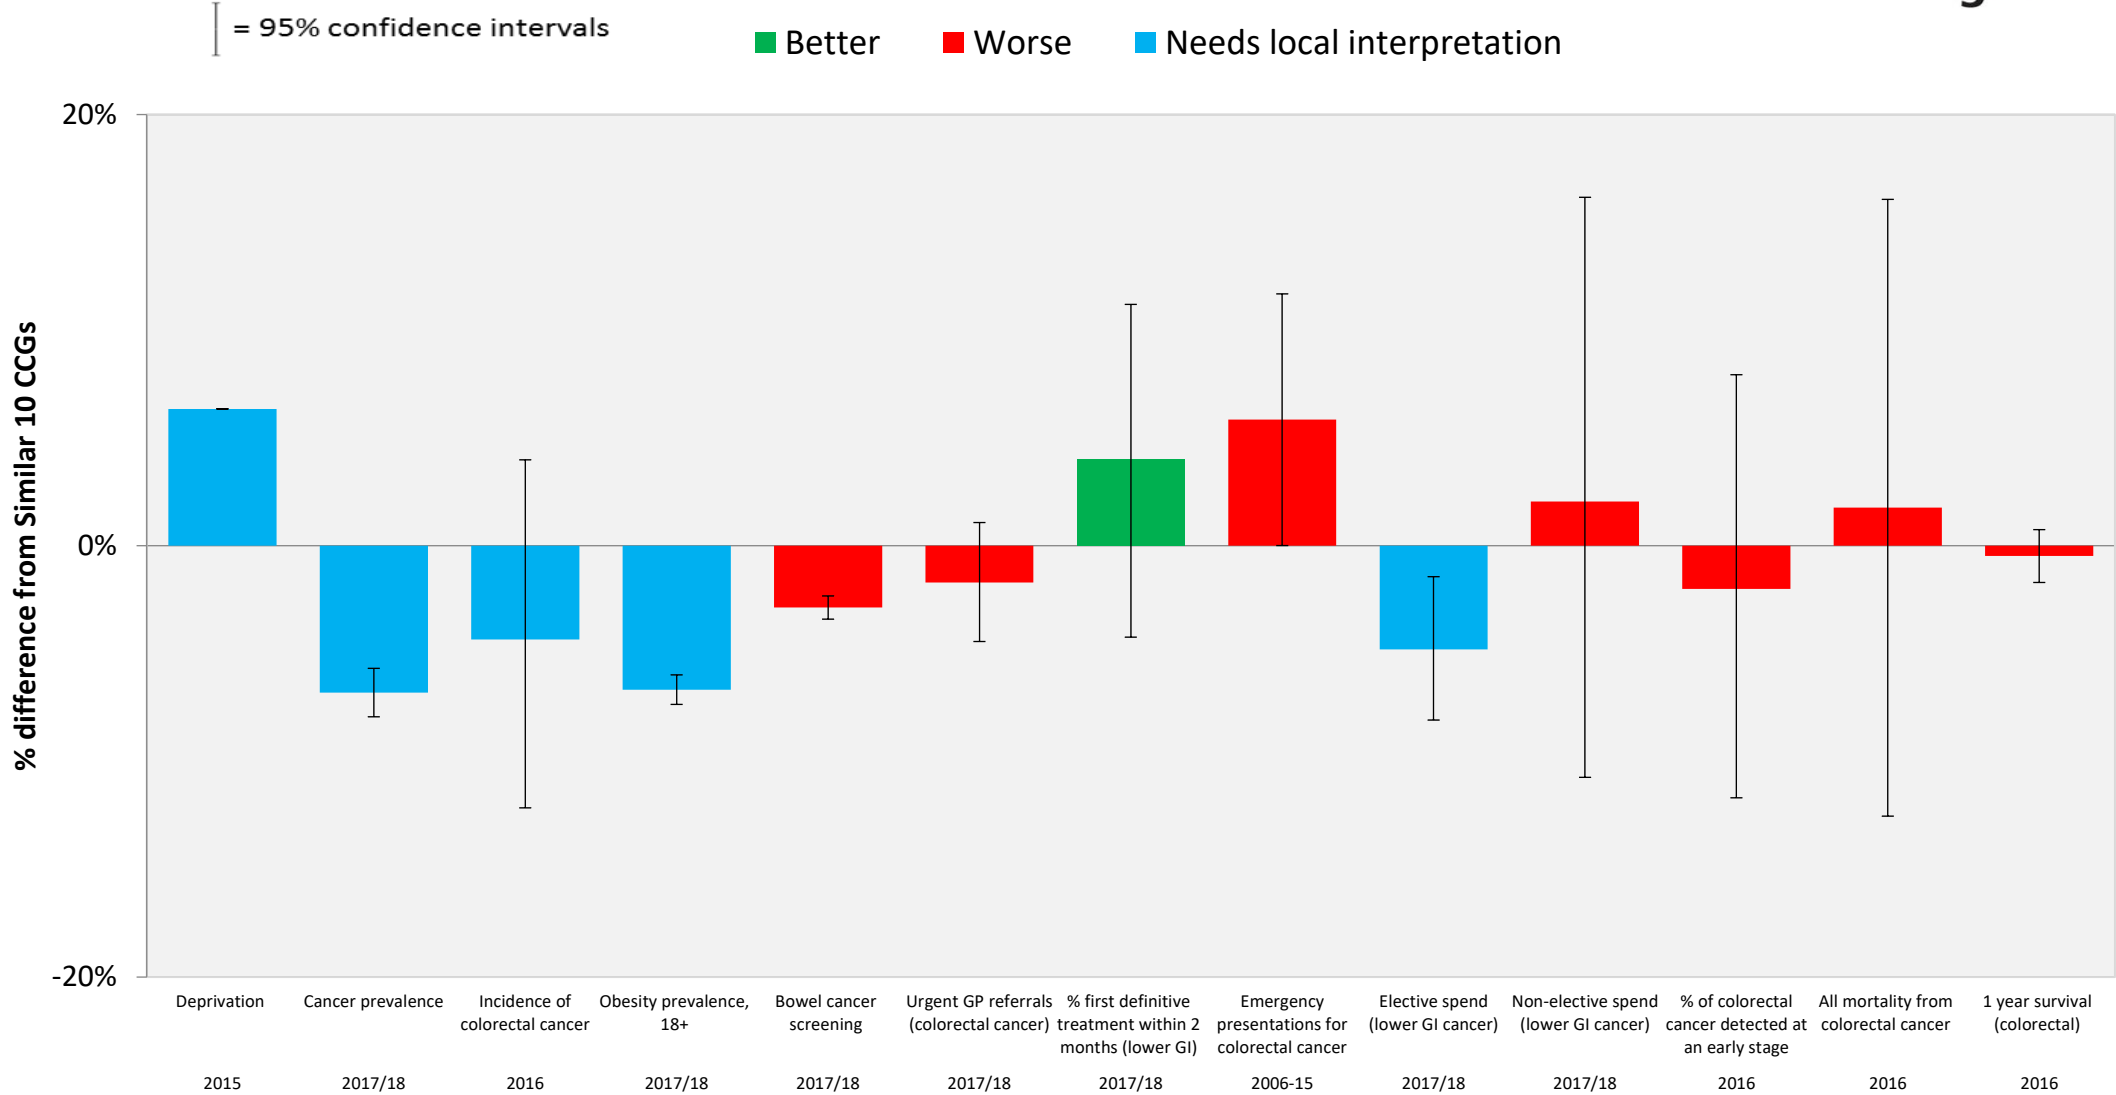 = 95% confidence intervals
Better
Worse
Needs local interpretation
20%
0%
-20%
% difference from Similar 10 CCGs
Deprivation
2015
Cancer prevalence
2017/18
Incidence of
colorectal cancer
2016
Obesity prevalence,
18+
2017/18
Bowel cancer
screening
2017/18
Urgent GP referrals
(colorectal cancer)
2017/18
% first definitive
treatment within 2
months (lower GI)
2017/18
Emergency
presentations for
colorectal cancer
2006-15
Elective spend
(lower GI cancer)
2017/18
Non-elective spend
(lower GI cancer)
2017/18
% of colorectal
cancer detected at
an early stage
2016
All mortality from
colorectal cancer
2016
1 year survival
(colorectal)
2016